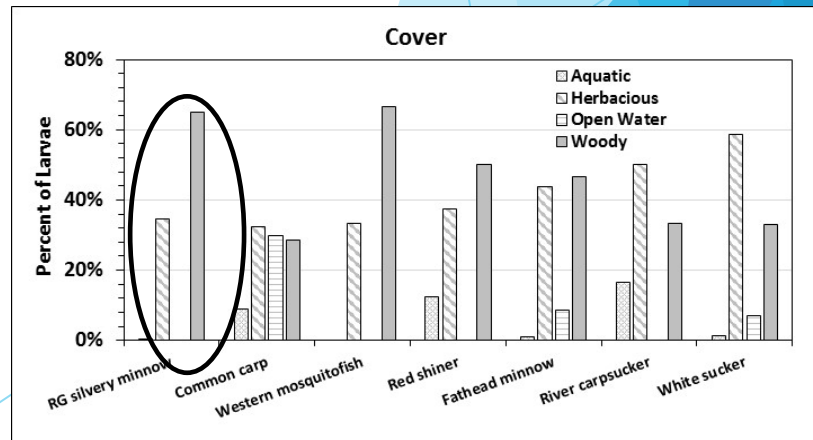 Cover
80%
60%
40%
20%
0%
Percent of Larvae
Aquatic
Herbacious
Open Water
Woody
RG silvery minnow
Common carp
Western mosquitofish
Red shiner
Fathead minnow
River carpsucker
White sucker